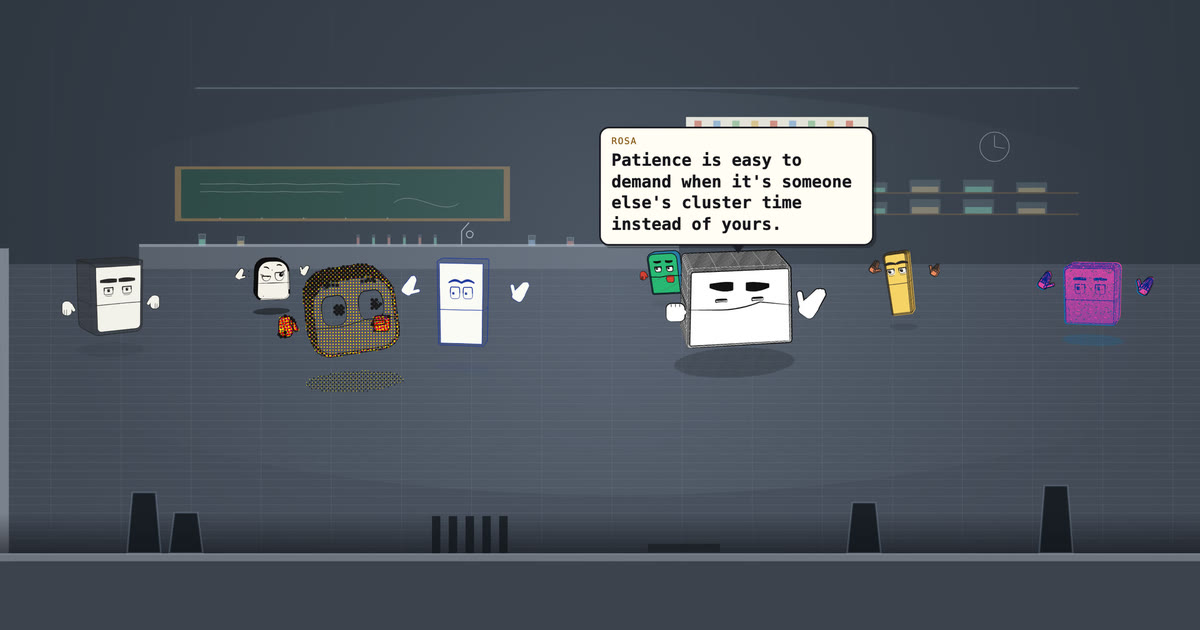 ROSA
Patience is easy to
demand when it's someone
else's cluster time
instead of yours.